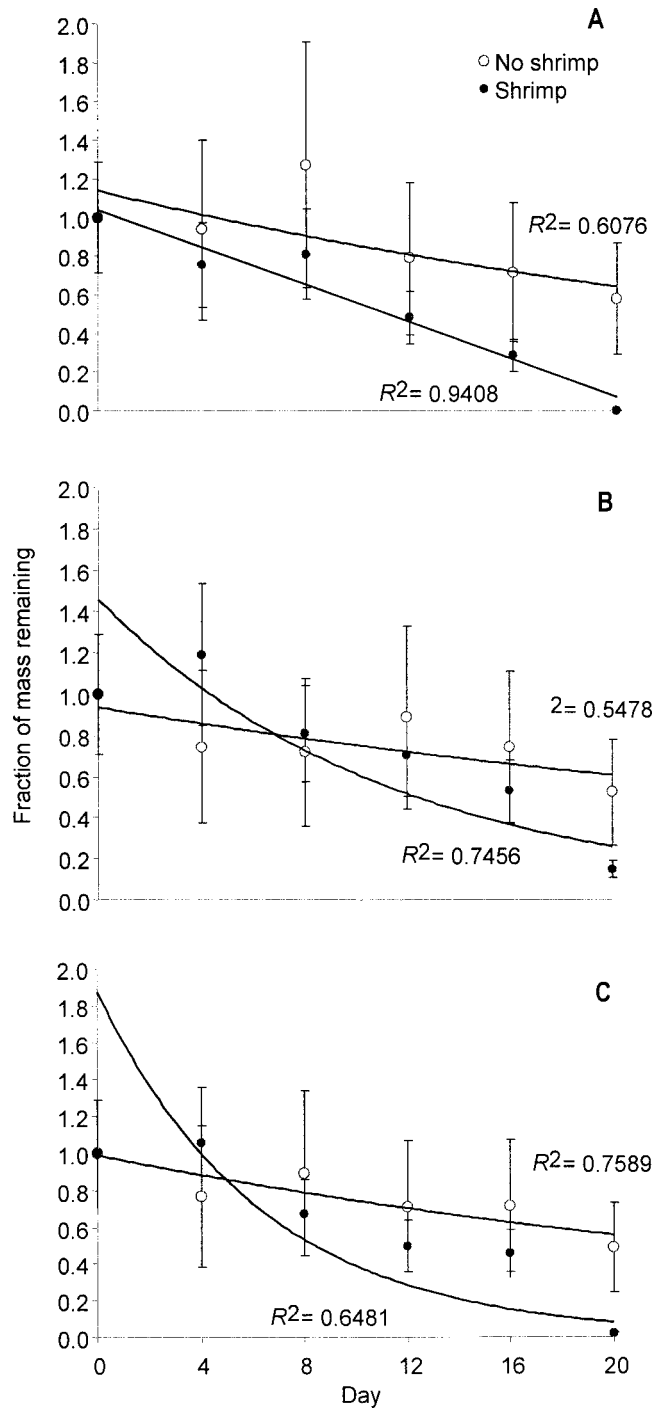 A
2.0
1.8
1.6
1.4
1.2
1.0
0.8
0.6
0.4
0.2
0.0
No shrimp
Shrimp
R2= 0.6076
R2= 0.9408
B
2.0
1.8
1.6
1.4
1.2
1.0
0.8
0.6
0.4
0.2
0.0
Fraction of mass remaining
2= 0.5478
R2= 0.7456
C
2.0
1.8
1.6
1.4
1.2
1.0
0.8
0.6
0.4
0.2
0.0
R2= 0.7589
R2= 0.6481
0 4 8 12 16 20
Day